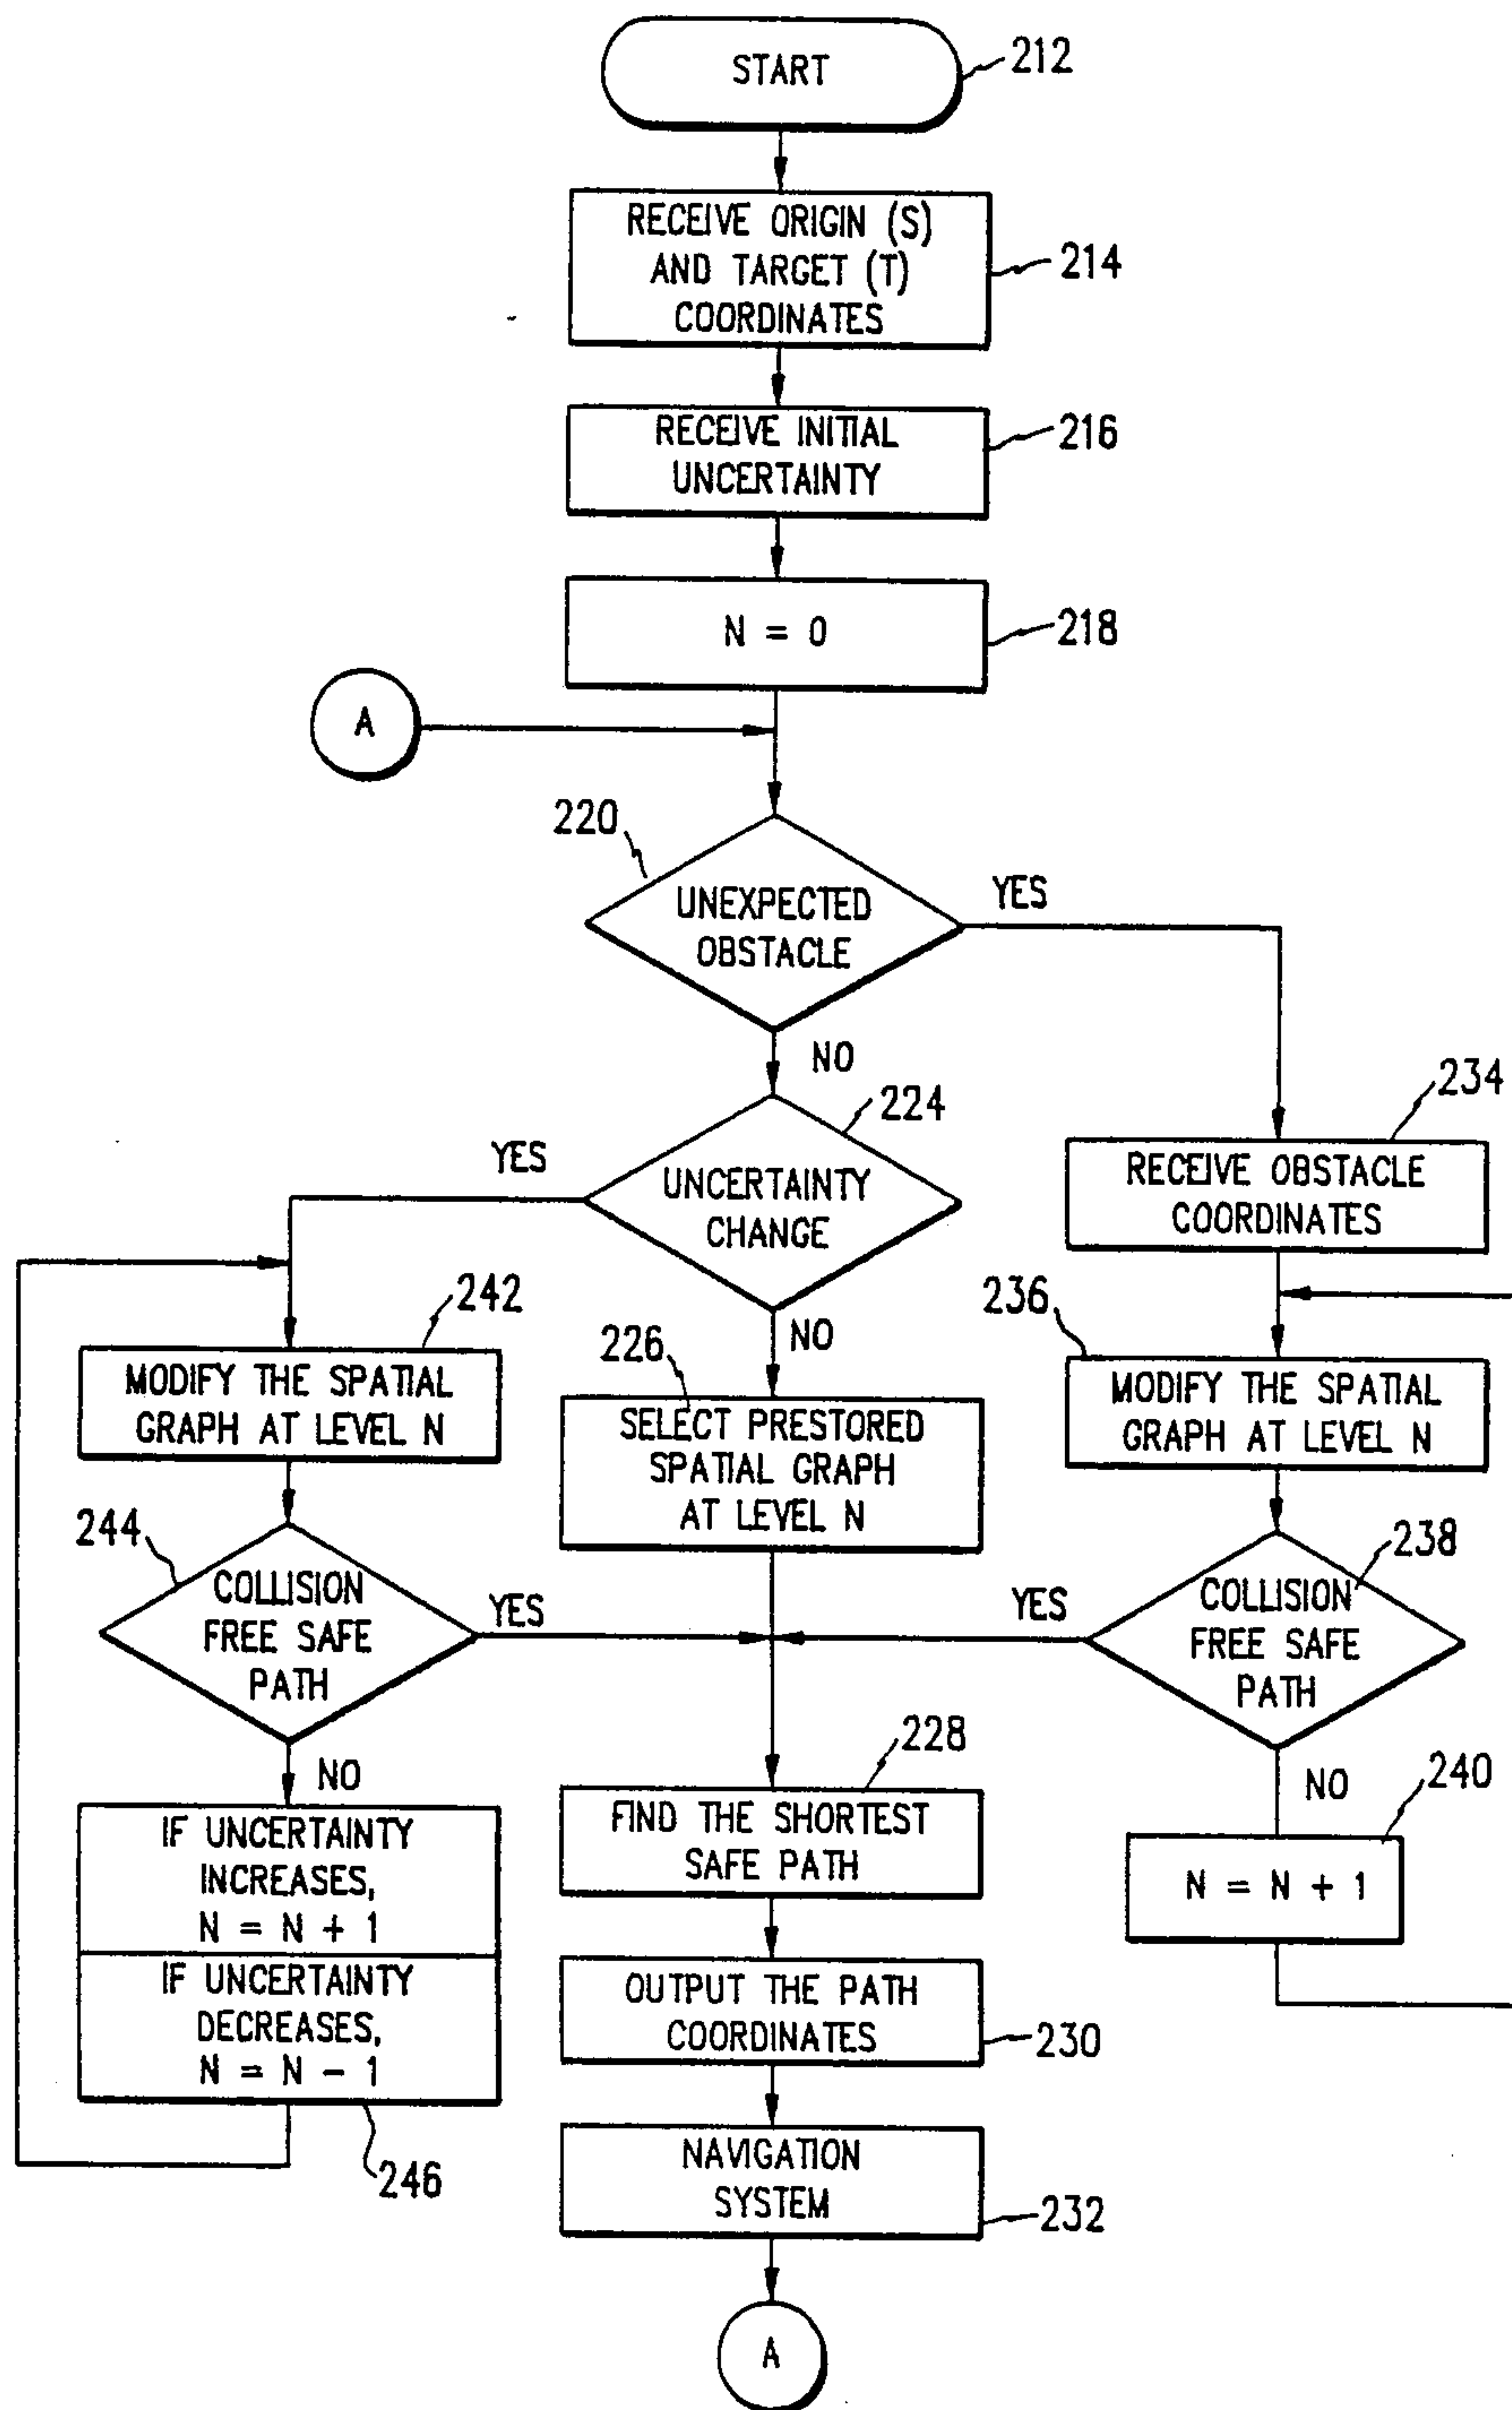 START
212
RECEIVE ORIGIN (S)
AND TARGET (T)
COORDINATES
214
RECEIVE INITIAL
UNCERTAINTY
216
N = 0
218
A
220
UNEXPECTED
OBSTACLE
YES
NO
224
UNCERTAINTY
CHANGE
YES
NO
234
RECEIVE OBSTACLE
COORDINATES
242
MODIFY THE SPATIAL
GRAPH AT LEVEL N
226
SELECT PRESTORED
SPATIAL GRAPH
AT LEVEL N
236
MODIFY THE SPATIAL
GRAPH AT LEVEL N
244
COLLISION
FREE SAFE
PATH
YES
NO
238
COLLISION
FREE SAFE
PATH
YES
NO
IF UNCERTAINTY
INCREASES,
N = N + 1
IF UNCERTAINTY
DECREASES,
N = N - 1
246
228
FIND THE SHORTEST
SAFE PATH
240
N = N + 1
OUTPUT THE PATH
COORDINATES
230
NAVIGATION
SYSTEM
232
A